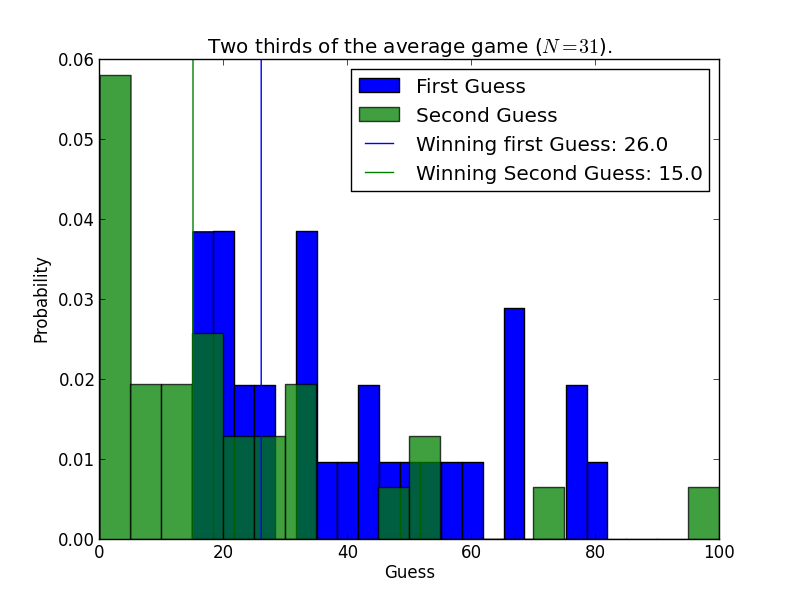 Two thirds of the average game (N=31).
First Guess
Second Guess
Winning first Guess: 26.0
Winning Second Guess: 15.0
0.06
0.05
0.04
0.03
0.02
0.01
0.00
Probability
0 20 40 60 80 100
Guess